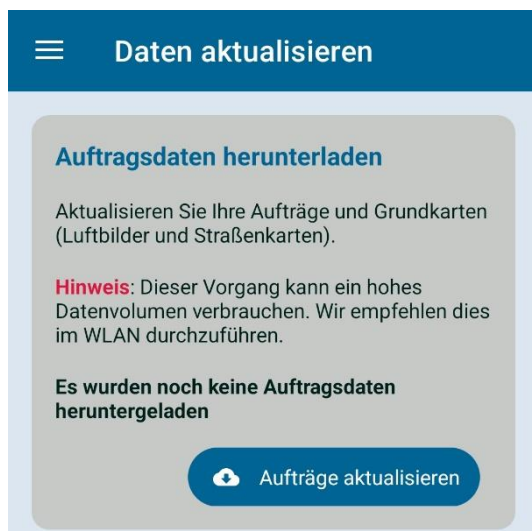 Daten aktualisieren
Auftragsdaten herunterladen
Aktualisieren Sie Ihre Aufträge und Grundkarten
(Luftbilder und Straßenkarten).
Hinweis: Dieser Vorgang kann ein hohes
Datenvolumen verbrauchen. Wir empfehlen dies
im WLAN durchzuführen.
Es wurden noch keine Auftragsdaten
heruntergeladen
Aufträge aktualisieren